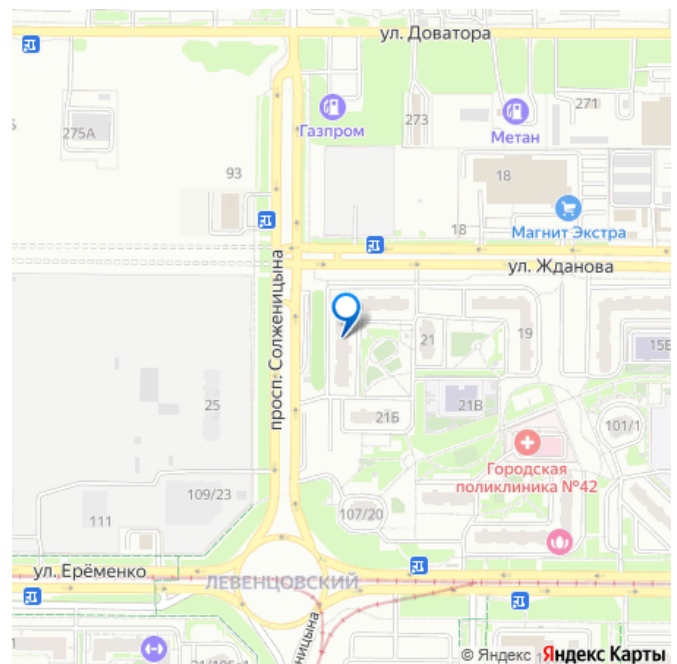 ул. Доватора
Газпром
273
Метан
271
275А
93
18
18
Магнит Экстра
ул. Жданова
просп. Солженицына
21
19
25
21Б
21В
101/1
Городская
поликлиника №42
109/23
107/20
111
ул. Ерёменко
ЛЕВЕНЦОВСКИЙ
© Яндекс Яндекс Карты